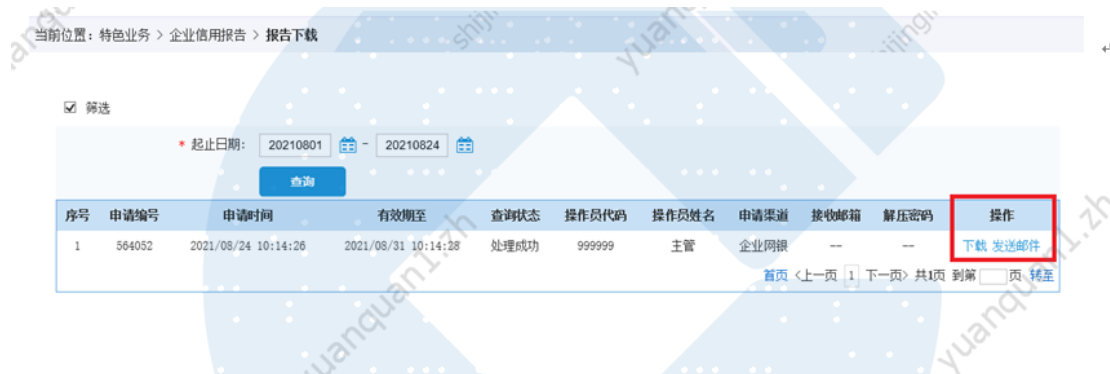 当前位置：特色业务 > 企业信用报告 > 报告下载
筛选
* 起止日期： 20210801 - 20210824
查询
序号 申请编号 申请时间 有效期至 查询状态 操作员代码 操作员姓名 申请渠道 接收邮箱 解压密码 操作
1 564052 2021/08/24 10:14:26 2021/08/31 10:14:28 处理成功 999999 主管 企业网银 -- -- 下载 发送邮件
首页 <上一页 1 下一页> 共1页 到第 页 转至
yuanquan1.zh